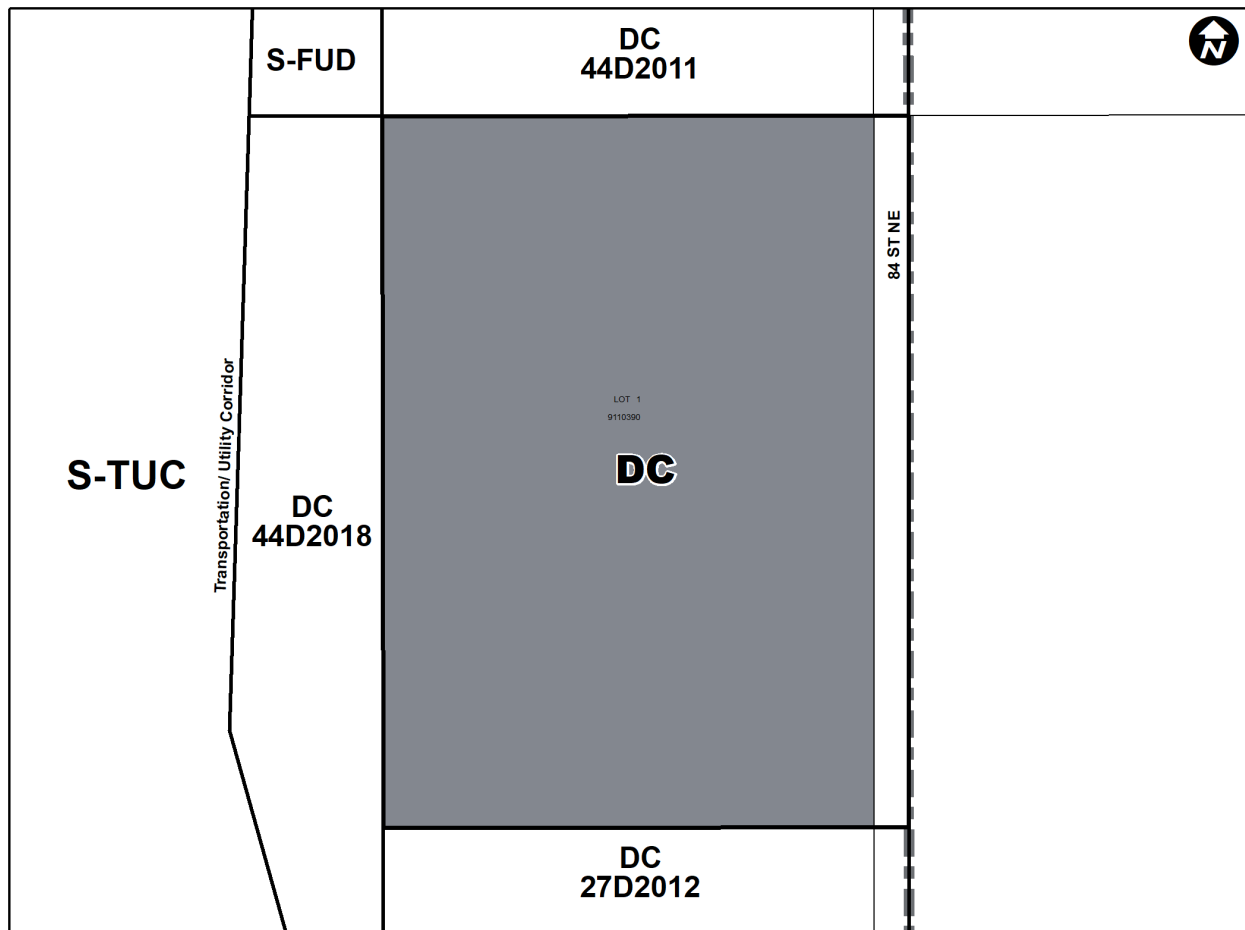 S-FUD
DC
44D2011
N
84 ST NE
Transportation/ Utility Corridor
LOT 1
9110390
DC
S-TUC
DC
44D2018
DC
27D2012